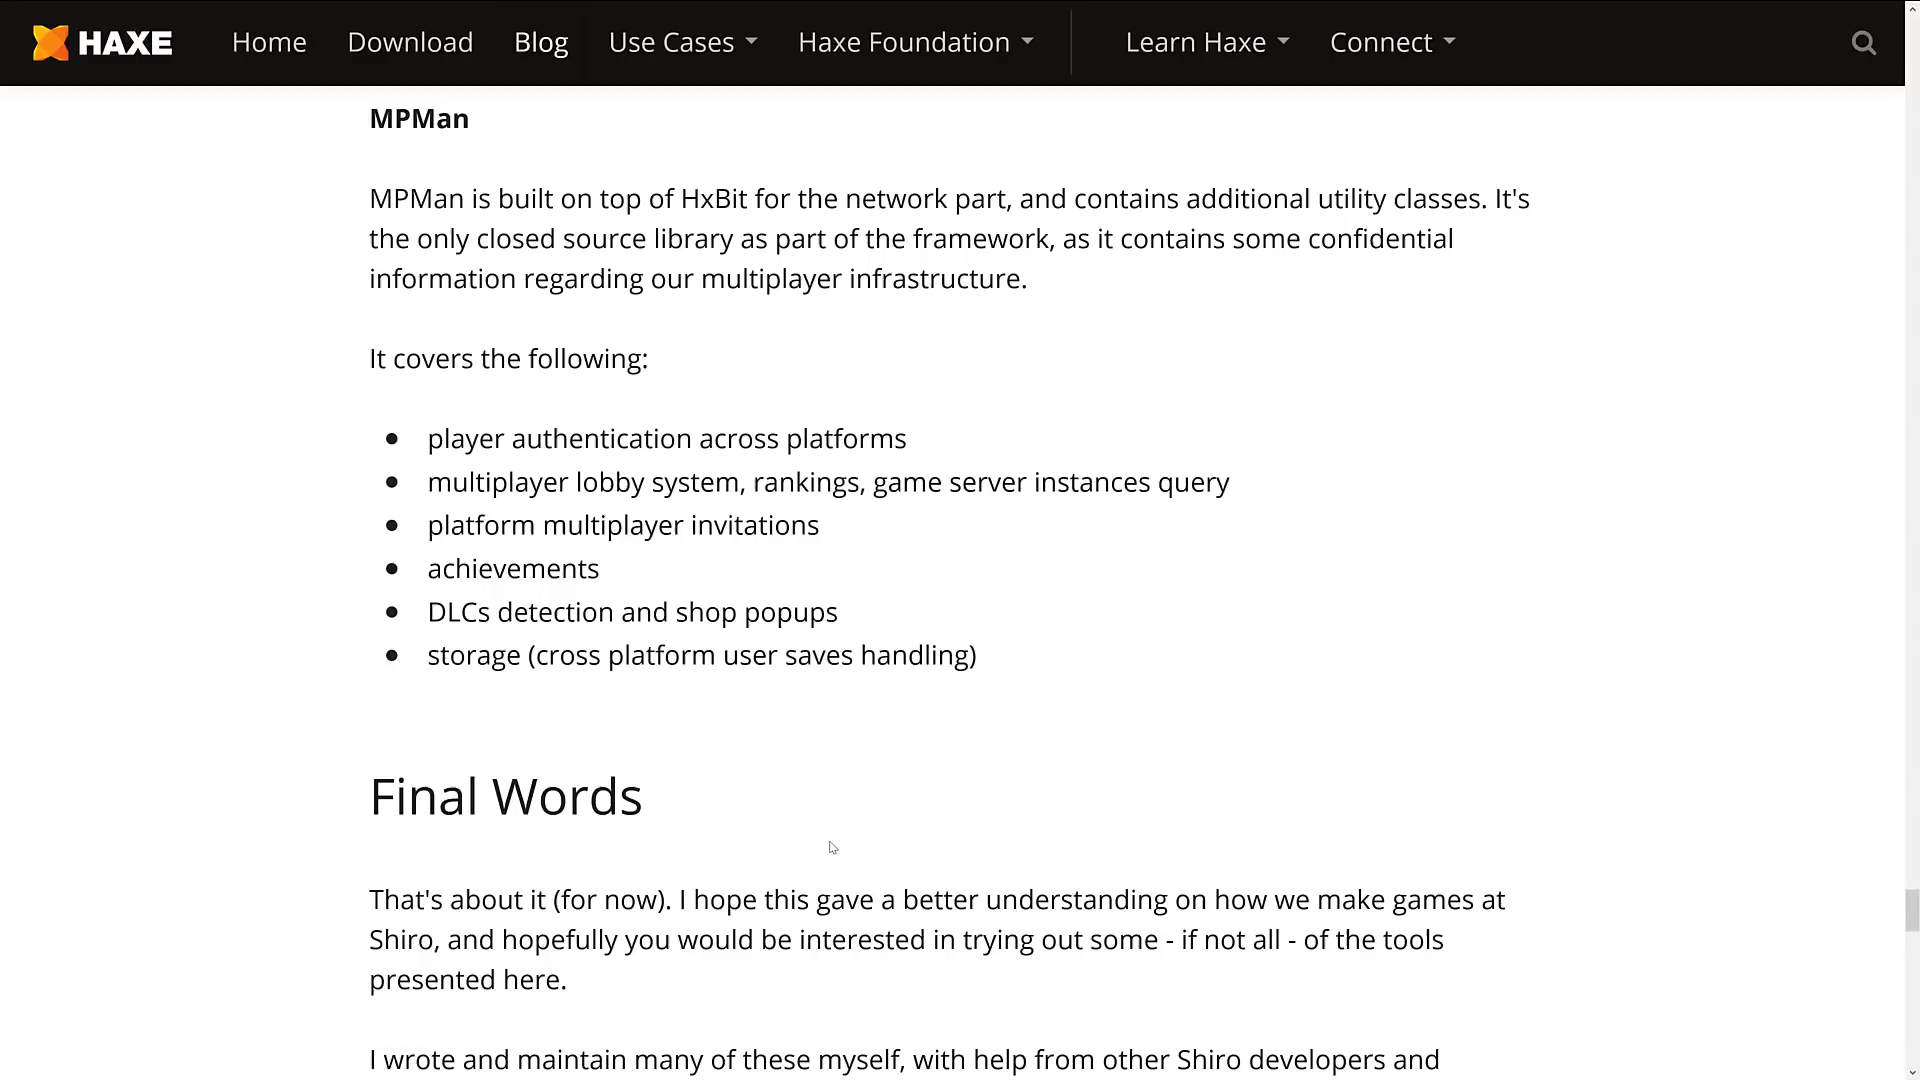 HAXE Home Download Blog Use Cases Haxe Foundation Learn Haxe Connect
MPMan
MPMan is built on top of HxBit for the network part, and contains additional utility classes. It's
the only closed source library as part of the framework, as it contains some confidential
information regarding our multiplayer infrastructure.
It covers the following:
player authentication across platforms
multiplayer lobby system, rankings, game server instances query
platform multiplayer invitations
achievements
DLCs detection and shop popups
storage (cross platform user saves handling)
Final Words
That's about it (for now). I hope this gave a better understanding on how we make games at
Shiro, and hopefully you would be interested in trying out some - if not all - of the tools
presented here.
I wrote and maintain many of these myself, with help from other Shiro developers and